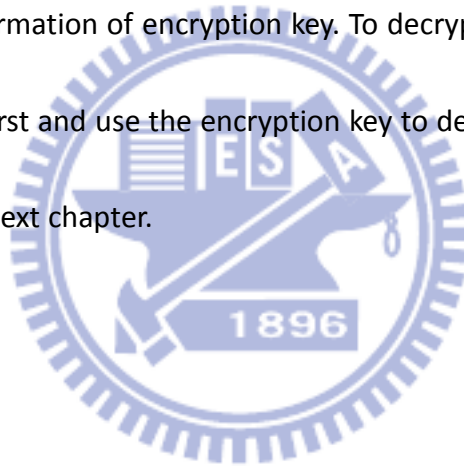 rmation of encryption key. To decryp
rst and use the encryption key to de
ext chapter.
E S A
1896